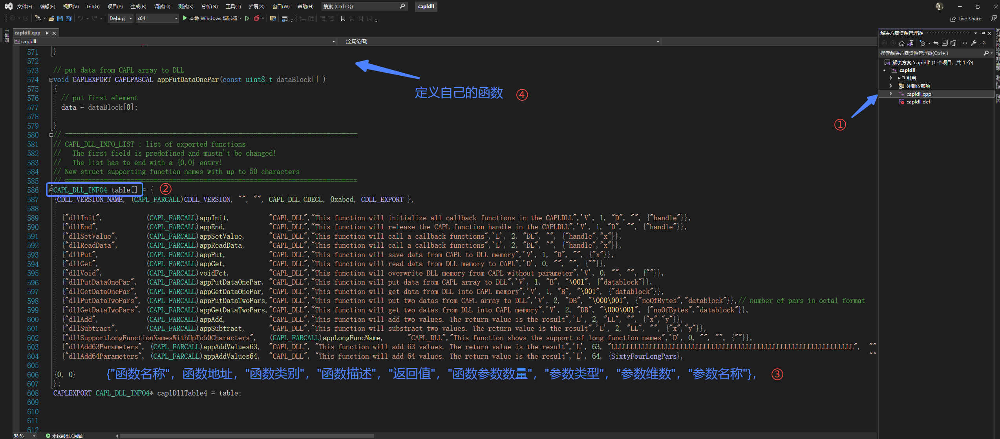 文件(F) 编辑(E) 视图(V) Git(G) 项目(P) 生成(B) 调试(D) 测试(S) 分析(N) 工具(T) 扩展(X) 窗口(W) 帮助(H) 搜索 (Ctrl+Q) capldll
Debug x64 本地 Windows 调试器 Live Share
工具箱
capldll.cpp
capldll (全局范围)
571 }
572
573 // put data from CAPL array to DLL
574 void CAPLEXPORT CAPLPASCAL appPutDataOnePar(const uint8_t dataBlock[] )
575 {
576 // put first element
577 data = dataBlock[0];
578
579 }
580 // ============================================================================
581 // CAPL_DLL_INFO_LIST : list of exported functions
582 //   The first field is predefined and mustn't be changed!
583 //   The list has to end with a {0,0} entry!
584 // New struct supporting function names with up to 50 characters
585 // ============================================================================
586 CAPL_DLL_INFO4 table[] = {
587 {CDLL_VERSION_NAME, (CAPL_FARCALL)CDLL_VERSION, "", "", CAPL_DLL_CDECL, 0xabcd, CDLL_EXPORT },
588
589 {"dllInit", (CAPL_FARCALL)appInit, "CAPL_DLL","This function will initialize all callback functions in the CAPLDLL",'V', 1, "D", "", {"handle"}},
590 {"dllEnd", (CAPL_FARCALL)appEnd, "CAPL_DLL","This function will release the CAPL function handle in the CAPLDLL",'V', 1, "D", "", {"handle"}},
591 {"dllSetValue", (CAPL_FARCALL)appSetValue, "CAPL_DLL","This function will call a callback functions",'L', 2, "DL", "", {"handle","x"}},
592 {"dllReadData", (CAPL_FARCALL)appReadData, "CAPL_DLL","This function will call a callback functions",'L', 2, "DL", "", {"handle","x"}},
593 {"dllPut", (CAPL_FARCALL)appPut, "CAPL_DLL","This function will save data from CAPL to DLL memory",'V', 1, "D", "", {"x"}},
594 {"dllGet", (CAPL_FARCALL)appGet, "CAPL_DLL","This function will read data from DLL memory to CAPL",'D', 0, "", "", {""}},
595 {"dllVoid", (CAPL_FARCALL)voidFct, "CAPL_DLL","This function will overwrite DLL memory from CAPL without parameter",'V', 0, "", "", {""}},
596 {"dllPutDataOnePar", (CAPL_FARCALL)appPutDataOnePar, "CAPL_DLL","This function will put data from CAPL array to DLL",'V', 1, "B", "\001", {"datablock"}},
597 {"dllGetDataOnePar", (CAPL_FARCALL)appGetDataOnePar, "CAPL_DLL","This function will get data from DLL into CAPL memory",'V', 1, "B", "\001", {"datablock"}},
598 {"dllPutDataTwoPars", (CAPL_FARCALL)appPutDataTwoPars,"CAPL_DLL","This function will put two datas from CAPL array to DLL",'V', 2, "DB", "\000\001", {"noOfBytes","datablock"}},// number of pars in octal format
599 {"dllGetDataTwoPars", (CAPL_FARCALL)appGetDataTwoPars,"CAPL_DLL","This function will get two datas from DLL into CAPL memory",'V', 2, "DB", "\000\001", {"noOfBytes","datablock"}},
600 {"dllAdd", (CAPL_FARCALL)appAdd, "CAPL_DLL","This function will add two values. The return value is the result",'L', 2, "LL", "", {"x","y"}},
601 {"dllSubtract", (CAPL_FARCALL)appSubtract, "CAPL_DLL","This function will substract two values. The return value is the result",'L', 2, "LL", "", {"x","y"}},
602 {"dllSupportLongFunctionNamesWithUpTo50Characters", (CAPL_FARCALL)appLongFuncName, "CAPL_DLL","This function shows the support of long function names",'D', 0, "", "", {""}},
603 {"dllAdd63Parameters", (CAPL_FARCALL)appAddValues63, "CAPL_DLL", "This function will add 63 values. The return value is the result",'L', 63, "LLLLLLLLLLLLLLLLLLLLLLLLLLLLLLLLLLLLLLLLLLLLLLLLLLLLLLLLLLLLLLL", ""
604 {"dllAdd64Parameters", (CAPL_FARCALL)appAddValues64, "CAPL_DLL", "This function will add 64 values. The return value is the result",'L', 64, {SixtyFourLongPars}, ""
605
606 {0, 0}
607 };
608 CAPLEXPORT CAPL_DLL_INFO4* caplDllTable4 = table;
609
610
611
612
定义自己的函数 ④
②
{"函数名称", 函数地址, "函数类别", "函数描述", "返回值", "函数参数数量", "参数类型", "参数维数", "参数名称"}, ③
①
98 % 未找到相关问题
解决方案资源管理器
搜索解决方案资源管理器(Ctrl+;)
解决方案 'capldll' (1 个项目，共 1 个)
capldll
引用
外部依赖项
capldll.cpp
capldll.def
解决方案资源管理器
类视图
属性